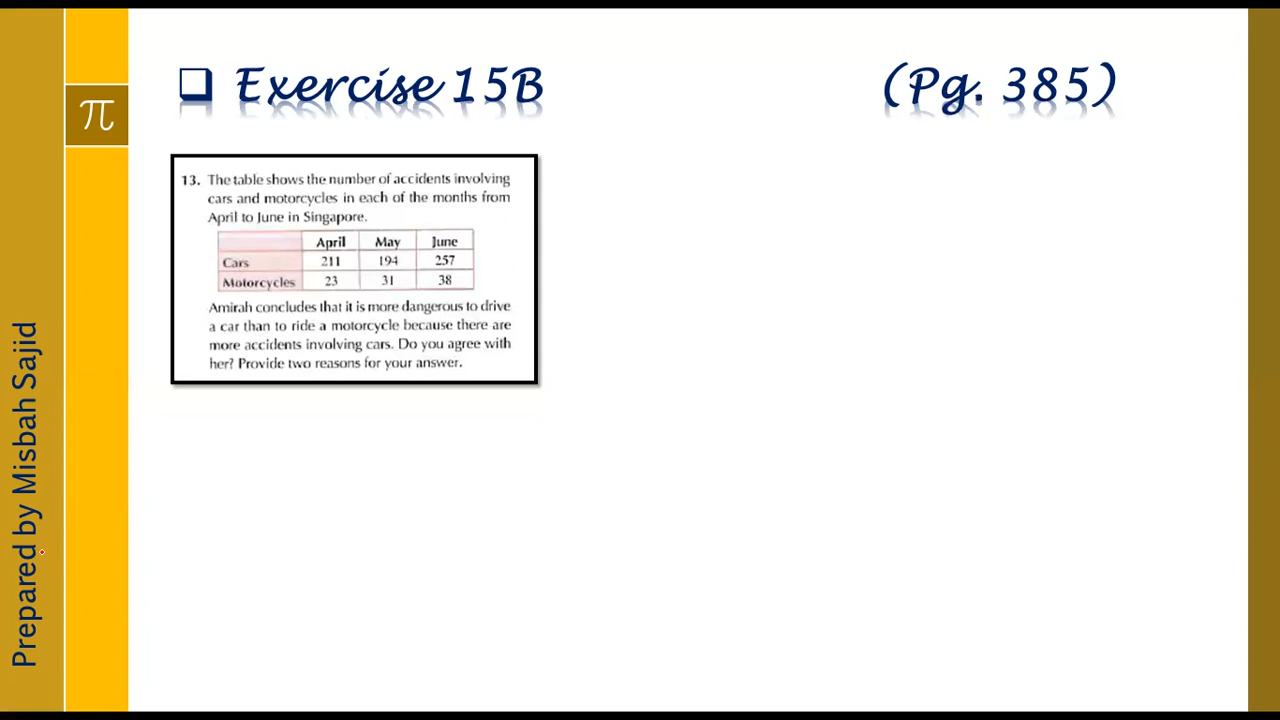 Exercise 15B (Pg. 385)
π
13. The table shows the number of accidents involving
cars and motorcycles in each of the months from
April to June in Singapore.
April May June
Cars 211 194 257
Motorcycles 23 31 38
Amirah concludes that it is more dangerous to drive
a car than to ride a motorcycle because there are
more accidents involving cars. Do you agree with
her? Provide two reasons for your answer.
Prepared by Misbah Sajid